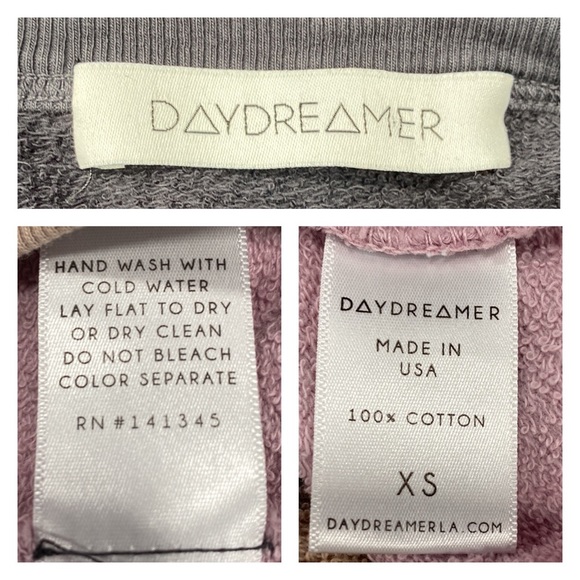 DAYDREAMER
HAND WASH WITH
COLD WATER
LAY FLAT TO DRY
OR DRY CLEAN
DO NOT BLEACH
COLOR SEPARATE
RN #141345
DAYDREAMER
MADE IN
USA
100% COTTON
XS
DAYDREAMERLA.COM